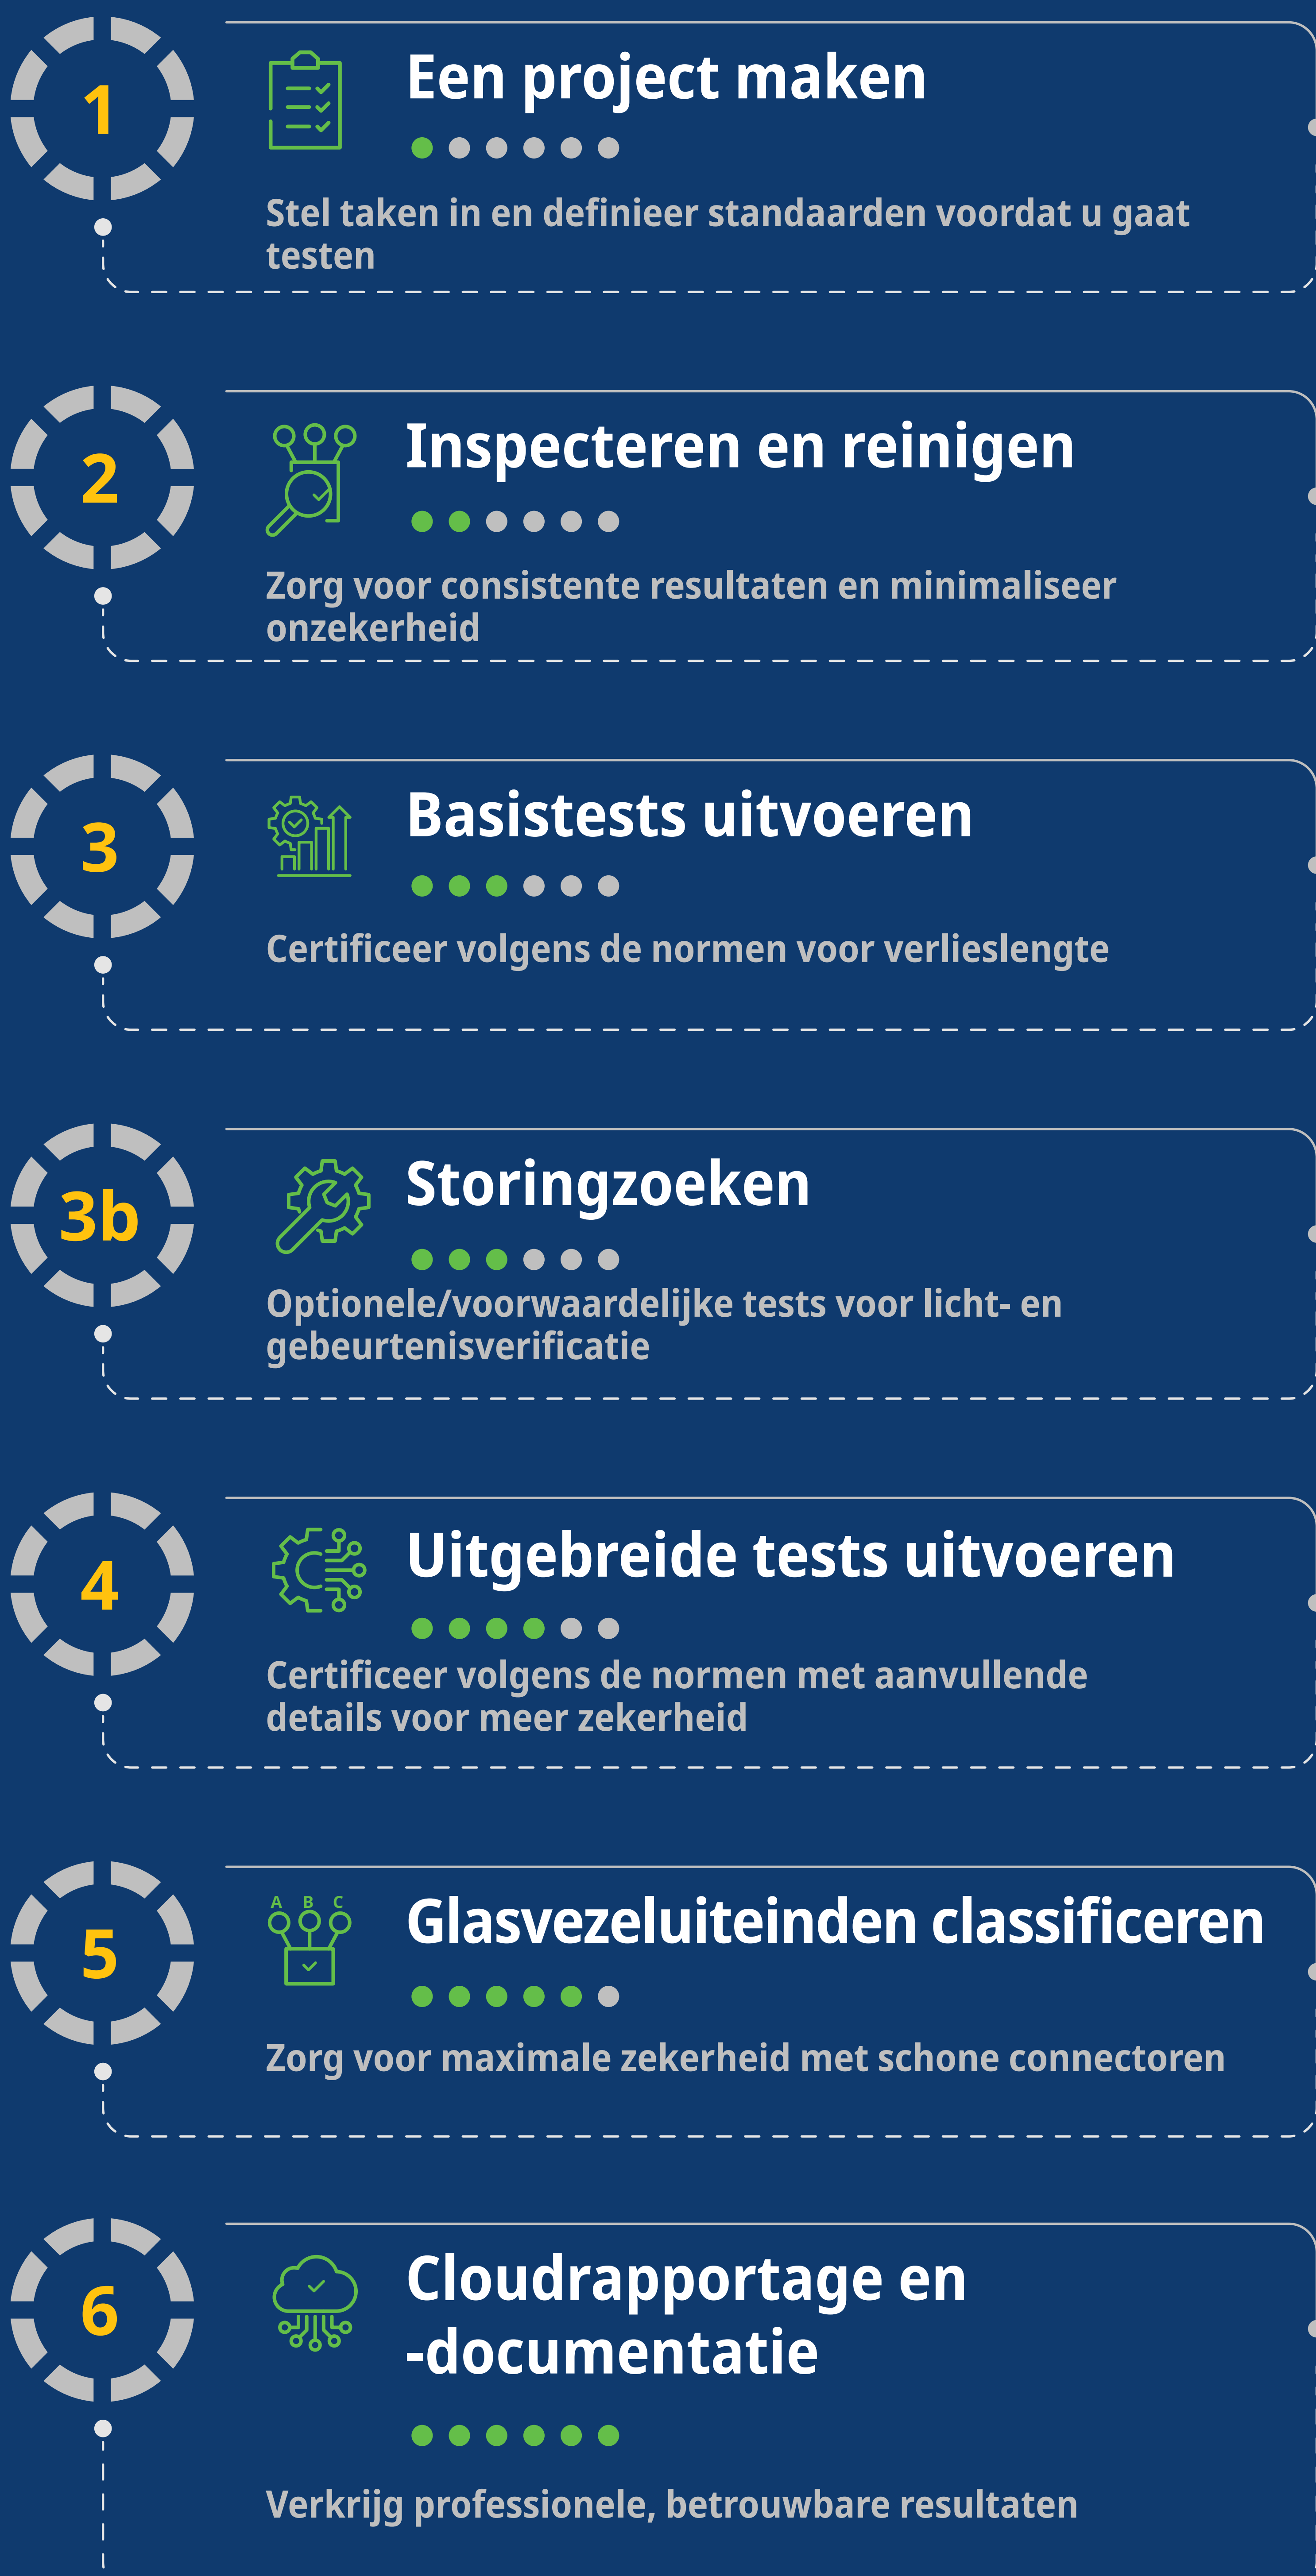 1
Een project maken
Stel taken in en definieer standaarden voordat u gaat
testen
2
Inspecteren en reinigen
Zorg voor consistente resultaten en minimaliseer
onzekerheid
3
Basistests uitvoeren
Certificeer volgens de normen voor verlieslengte
3b
Storingzoeken
Optionele/voorwaardelijke tests voor licht- en
gebeurtenisverificatie
4
Uitgebreide tests uitvoeren
Certificeer volgens de normen met aanvullende
details voor meer zekerheid
5
A B C
Glasvezeluiteinden classificeren
Zorg voor maximale zekerheid met schone connectoren
6
Cloudrapportage en
-documentatie
Verkrijg professionele, betrouwbare resultaten